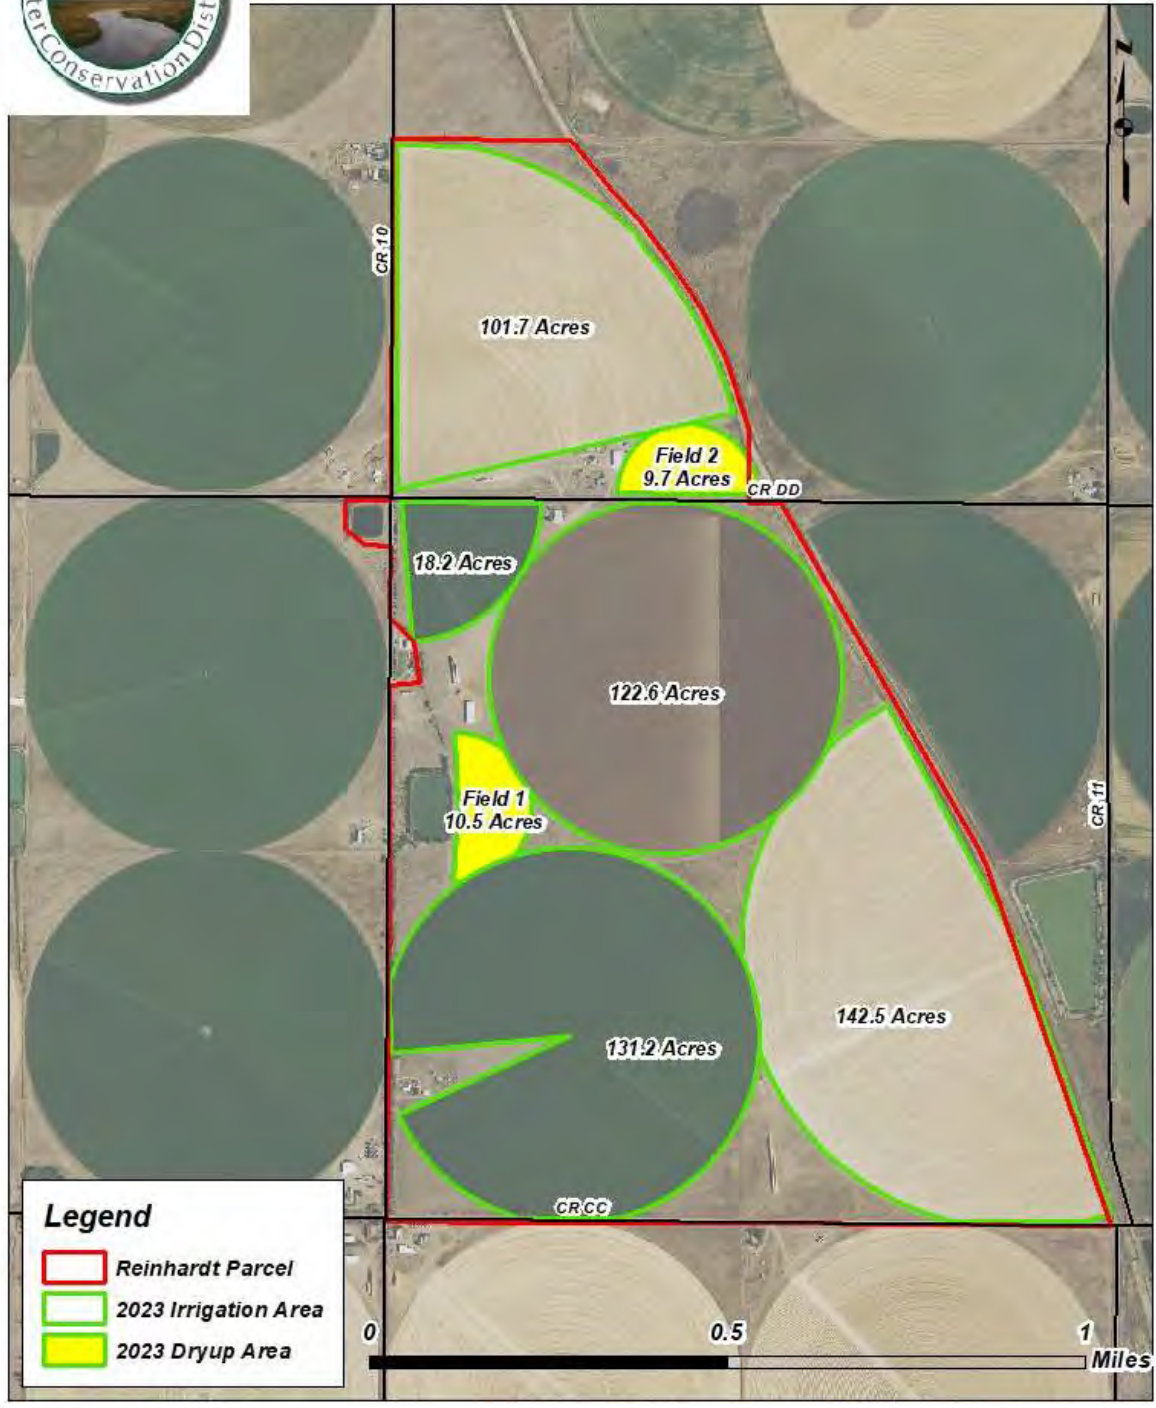 Conservation
N
CR 10
101.7 Acres
Field 2
9.7 Acres
CR DD
18.2 Acres
122.6 Acres
Field 1
10.5 Acres
CR 11
142.5 Acres
131.2 Acres
CR CC
Legend
Reinhardt Parcel
2023 Irrigation Area
2023 Dryup Area
0 0.5 1
Miles